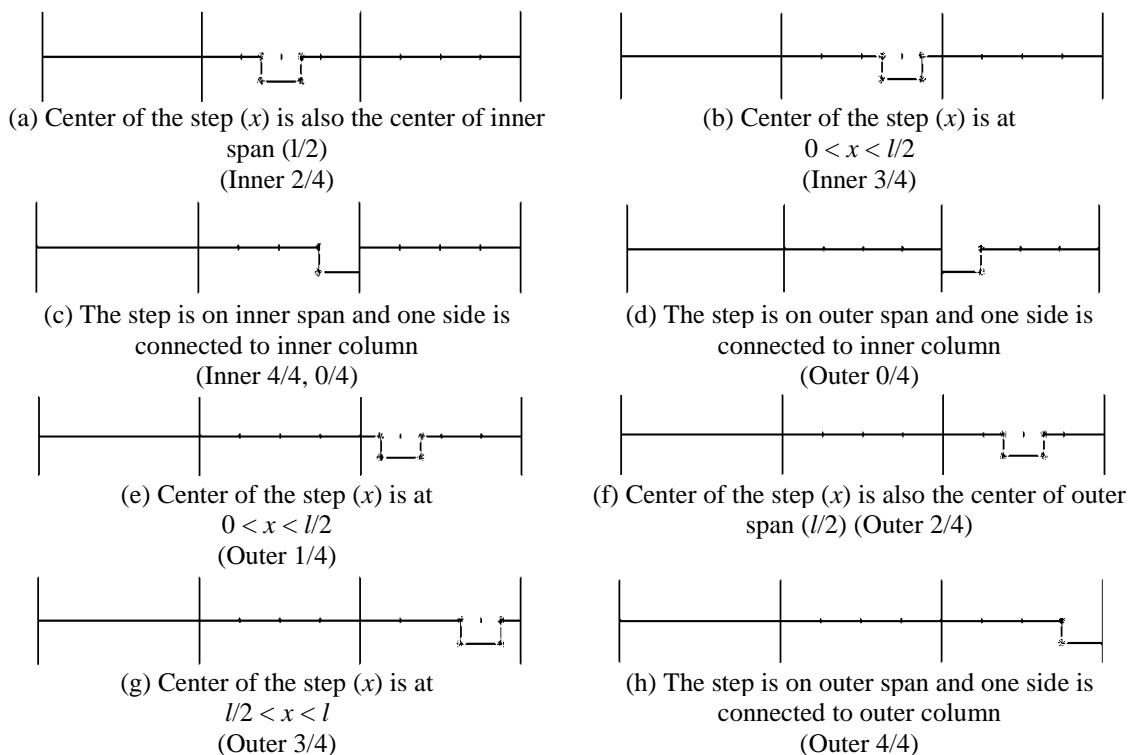 (a) Center of the step (x) is also the center of inner
span (l/2)
(Inner 2/4)
(b) Center of the step (x) is at
0 < x < l/2
(Inner 3/4)
(c) The step is on inner span and one side is
connected to inner column
(Inner 4/4, 0/4)
(d) The step is on outer span and one side is
connected to inner column
(Outer 0/4)
(e) Center of the step (x) is at
0 < x < l/2
(Outer 1/4)
(f) Center of the step (x) is also the center of outer
span (l/2) (Outer 2/4)
(g) Center of the step (x) is at
l/2 < x < l
(Outer 3/4)
(h) The step is on outer span and one side is
connected to outer column
(Outer 4/4)